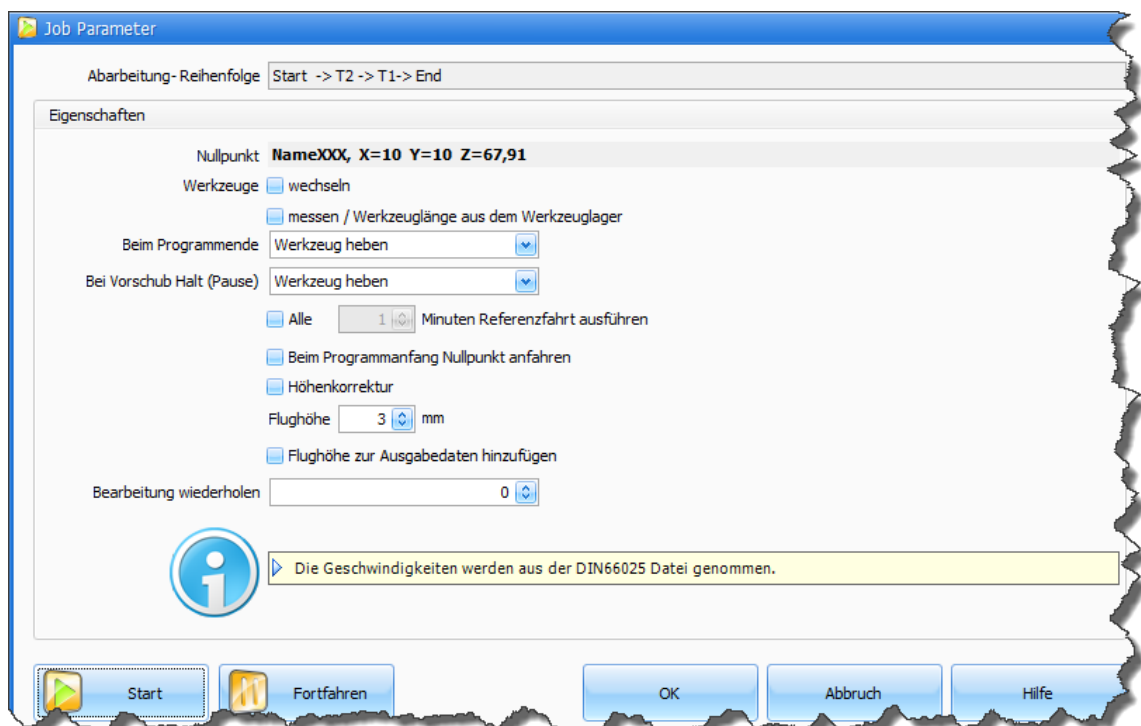 Job Parameter
Abarbeitung-Reihenfolge Start -> T2 -> T1-> End
Eigenschaften
Nullpunkt NameXXX, X=10 Y=10 Z=67,91
Werkzeuge wechseln
messen / Werkzeuglänge aus dem Werkzeuglager
Beim Programmende Werkzeug heben
Bei Vorschub Halt (Pause) Werkzeug heben
Alle 1 Minuten Referenzfahrt ausführen
Beim Programmanfang Nullpunkt anfahren
Höhenkorrektur
Flughöhe 3 mm
Flughöhe zur Ausgabedaten hinzufügen
Bearbeitung wiederholen 0
Die Geschwindigkeiten werden aus der DIN66025 Datei genommen.
Start Fortfahren OK Abbruch Hilfe